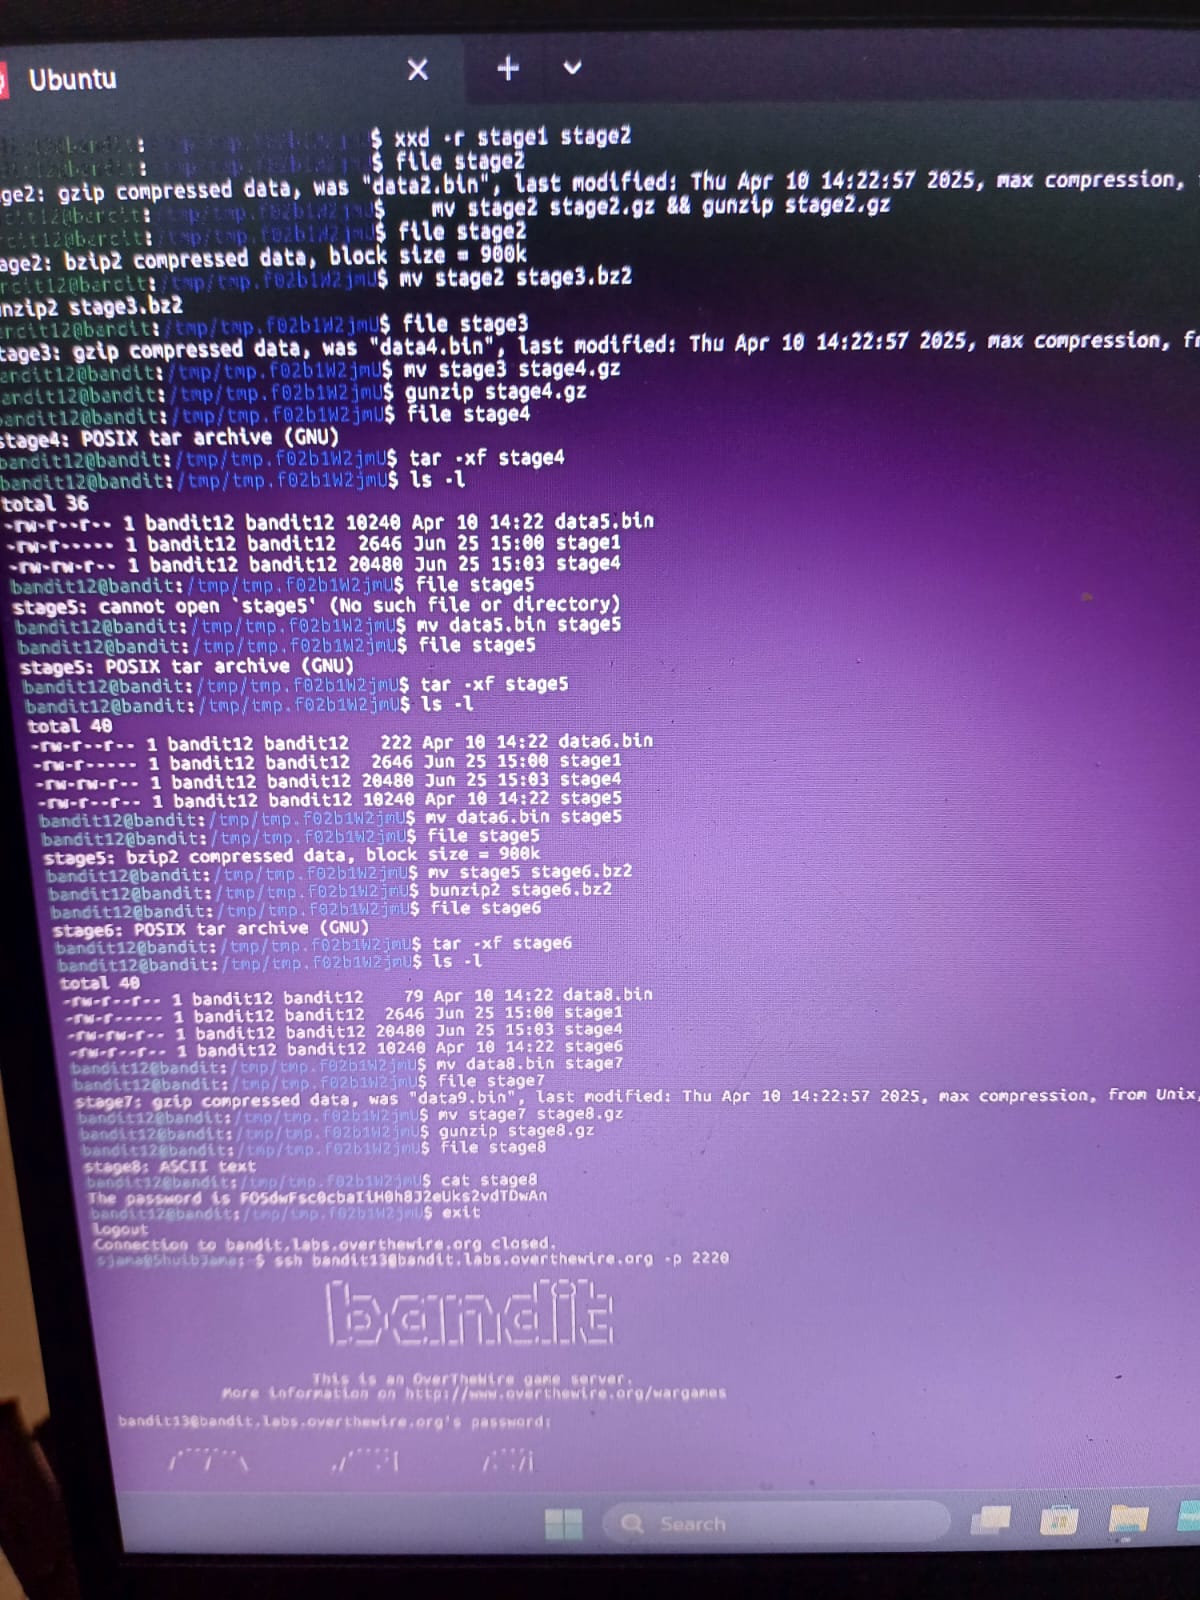 Ubuntu
$ xxd -r stage1 stage2
$ file stage2
ge2: gzip compressed data, was "data2.bin", last modified: Thu Apr 10 14:22:57 2025, max compression,
$ mv stage2 stage2.gz && gunzip stage2.gz
/tmp/tmp.f02b1W2jmU$ file stage2
age2: bzip2 compressed data, block size = 900k
/tmp/tmp.f02b1W2jmU$ mv stage2 stage3.bz2
nzip2 stage3.bz2
ndit12@bandit:/tmp/tmp.f02b1W2jmU$ file stage3
tage3: gzip compressed data, was "data4.bin", last modified: Thu Apr 10 14:22:57 2025, max compression, fr
andit12@bandit:/tmp/tmp.f02b1W2jmU$ mv stage3 stage4.gz
andit12@bandit:/tmp/tmp.f02b1W2jmU$ gunzip stage4.gz
bandit12@bandit:/tmp/tmp.f02b1W2jmU$ file stage4
stage4: POSIX tar archive (GNU)
bandit12@bandit:/tmp/tmp.f02b1W2jmU$ tar -xf stage4
bandit12@bandit:/tmp/tmp.f02b1W2jmU$ ls -l
total 36
-rw-r--r-- 1 bandit12 bandit12 10240 Apr 10 14:22 data5.bin
-rw-r----- 1 bandit12 bandit12  2646 Jun 25 15:00 stage1
-rw-rw-r-- 1 bandit12 bandit12 20480 Jun 25 15:03 stage4
bandit12@bandit:/tmp/tmp.f02b1W2jmU$ file stage5
stage5: cannot open `stage5' (No such file or directory)
bandit12@bandit:/tmp/tmp.f02b1W2jmU$ mv data5.bin stage5
bandit12@bandit:/tmp/tmp.f02b1W2jmU$ file stage5
stage5: POSIX tar archive (GNU)
bandit12@bandit:/tmp/tmp.f02b1W2jmU$ tar -xf stage5
bandit12@bandit:/tmp/tmp.f02b1W2jmU$ ls -l
total 40
-rw-r--r-- 1 bandit12 bandit12   222 Apr 10 14:22 data6.bin
-rw-r----- 1 bandit12 bandit12  2646 Jun 25 15:00 stage1
-rw-rw-r-- 1 bandit12 bandit12 20480 Jun 25 15:03 stage4
-rw-r--r-- 1 bandit12 bandit12 10240 Apr 10 14:22 stage5
bandit12@bandit:/tmp/tmp.f02b1W2jmU$ mv data6.bin stage5
bandit12@bandit:/tmp/tmp.f02b1W2jmU$ file stage5
stage5: bzip2 compressed data, block size = 900k
bandit12@bandit:/tmp/tmp.f02b1W2jmU$ mv stage5 stage6.bz2
bandit12@bandit:/tmp/tmp.f02b1W2jmU$ bunzip2 stage6.bz2
bandit12@bandit:/tmp/tmp.f02b1W2jmU$ file stage6
stage6: POSIX tar archive (GNU)
bandit12@bandit:/tmp/tmp.f02b1W2jmU$ tar -xf stage6
bandit12@bandit:/tmp/tmp.f02b1W2jmU$ ls -l
total 40
-rw-r--r-- 1 bandit12 bandit12    79 Apr 10 14:22 data8.bin
-rw-r----- 1 bandit12 bandit12  2646 Jun 25 15:00 stage1
-rw-rw-r-- 1 bandit12 bandit12 20480 Jun 25 15:03 stage4
-rw-r--r-- 1 bandit12 bandit12 10240 Apr 10 14:22 stage6
bandit12@bandit:/tmp/tmp.f02b1W2jmU$ mv data8.bin stage7
bandit12@bandit:/tmp/tmp.f02b1W2jmU$ file stage7
stage7: gzip compressed data, was "data9.bin", last modified: Thu Apr 10 14:22:57 2025, max compression, from Unix,
bandit12@bandit:/tmp/tmp.f02b1W2jmU$ mv stage7 stage8.gz
bandit12@bandit:/tmp/tmp.f02b1W2jmU$ gunzip stage8.gz
bandit12@bandit:/tmp/tmp.f02b1W2jmU$ file stage8
stage8: ASCII text
bandit12@bandit:/tmp/tmp.f02b1W2jmU$ cat stage8
The password is FO5dwFsc0cbaIiH0h8J2eUks2vdTDwAn
bandit12@bandit:/tmp/tmp.f02b1W2jmU$ exit
logout
Connection to bandit.labs.overthewire.org closed.
$ ssh bandit13@bandit.labs.overthewire.org -p 2220
bandit
This is an OverTheWire game server.
More information on http://www.overthewire.org/wargames
bandit13@bandit.labs.overthewire.org's password:
Search